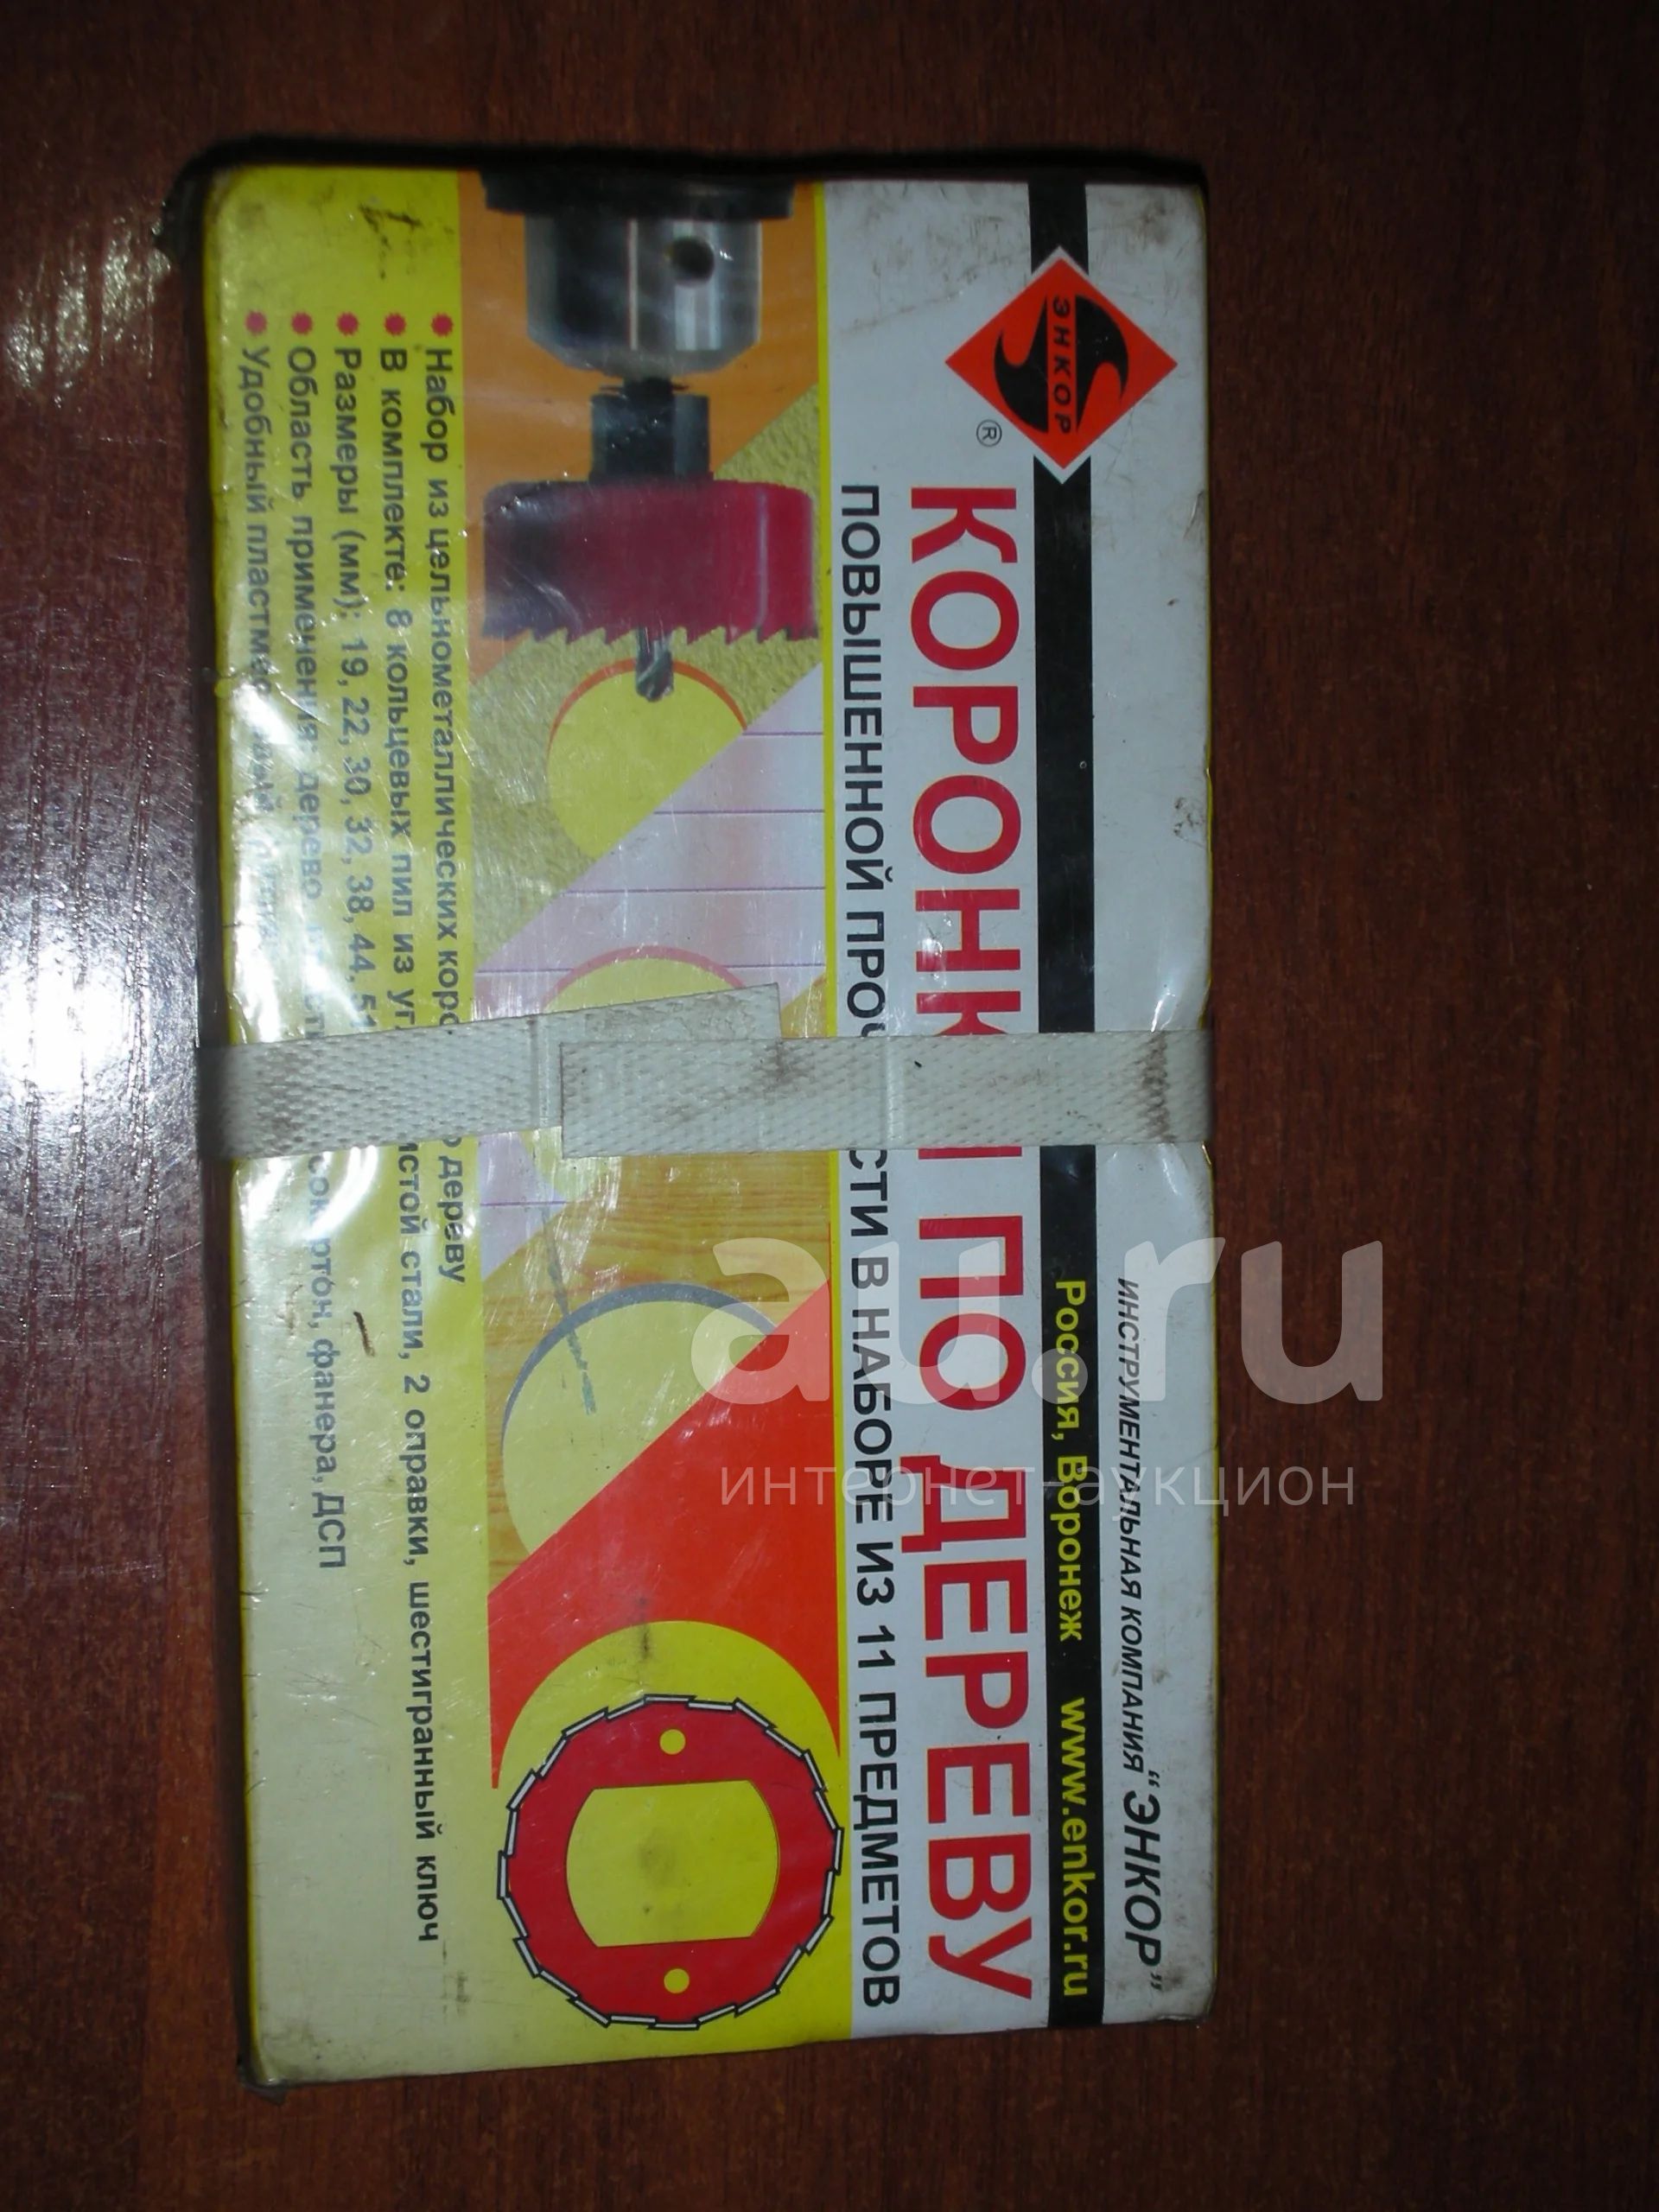 ИНСТРУМЕНТАЛЬНАЯ КОМПАНИЯ "ЭНКОР"
Россия, Воронеж www.enkor.ru
ЭНКОР
®
КОРОНКИ ПО ДЕРЕВУ
ПОВЫШЕННОЙ ПРОЧНОСТИ В НАБОРЕ ИЗ 11 ПРЕДМЕТОВ
Набор из цельнометаллических коронок по дереву
В комплекте: 8 кольцевых пил из углеродистой стали, 2 оправки, шестигранный ключ
Размеры (мм): 19, 22, 30, 32, 38, 44, 51
Область применения: дерево, гипсокартон, фанера, ДСП
Удобный пластмассовый
au.ru
интернет-аукцион